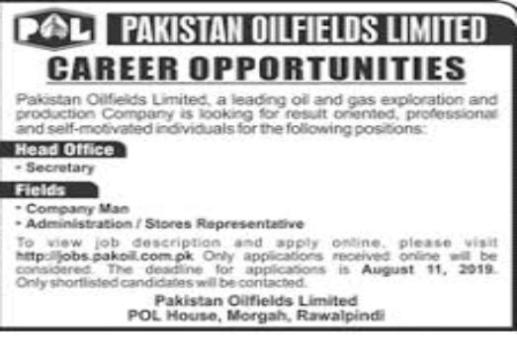 POL PAKISTAN OILFIELDS LIMITED
CAREER OPPORTUNITIES
Pakistan Oilfields Limited, a leading oil and gas exploration and
production Company is looking for result oriented, professional
and self-motivated individuals for the following positions:
Head Office
- Secretary
Fields
- Company Man
- Administration / Stores Representative
To view job description and apply online, please visit
http://jobs.pakoil.com.pk Only applications received online will be
considered. The deadline for applications is August 11, 2019.
Only shortlisted candidates will be contacted.
Pakistan Oilfields Limited
POL House, Morgah, Rawalpindi